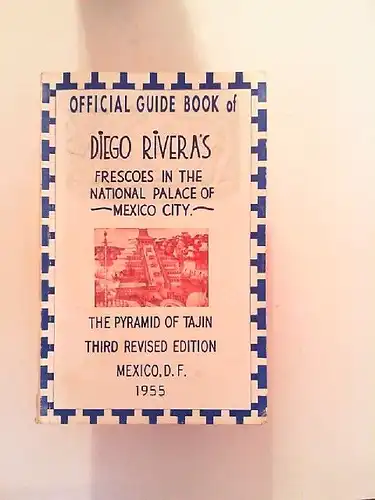 OFFICIAL GUIDE BOOK of
DIEGO RIVERA'S
FRESCOES IN THE
NATIONAL PALACE OF
—MEXICO CITY.—
THE PYRAMID OF TAJIN
THIRD REVISED EDITION
MEXICO, D. F.
1955